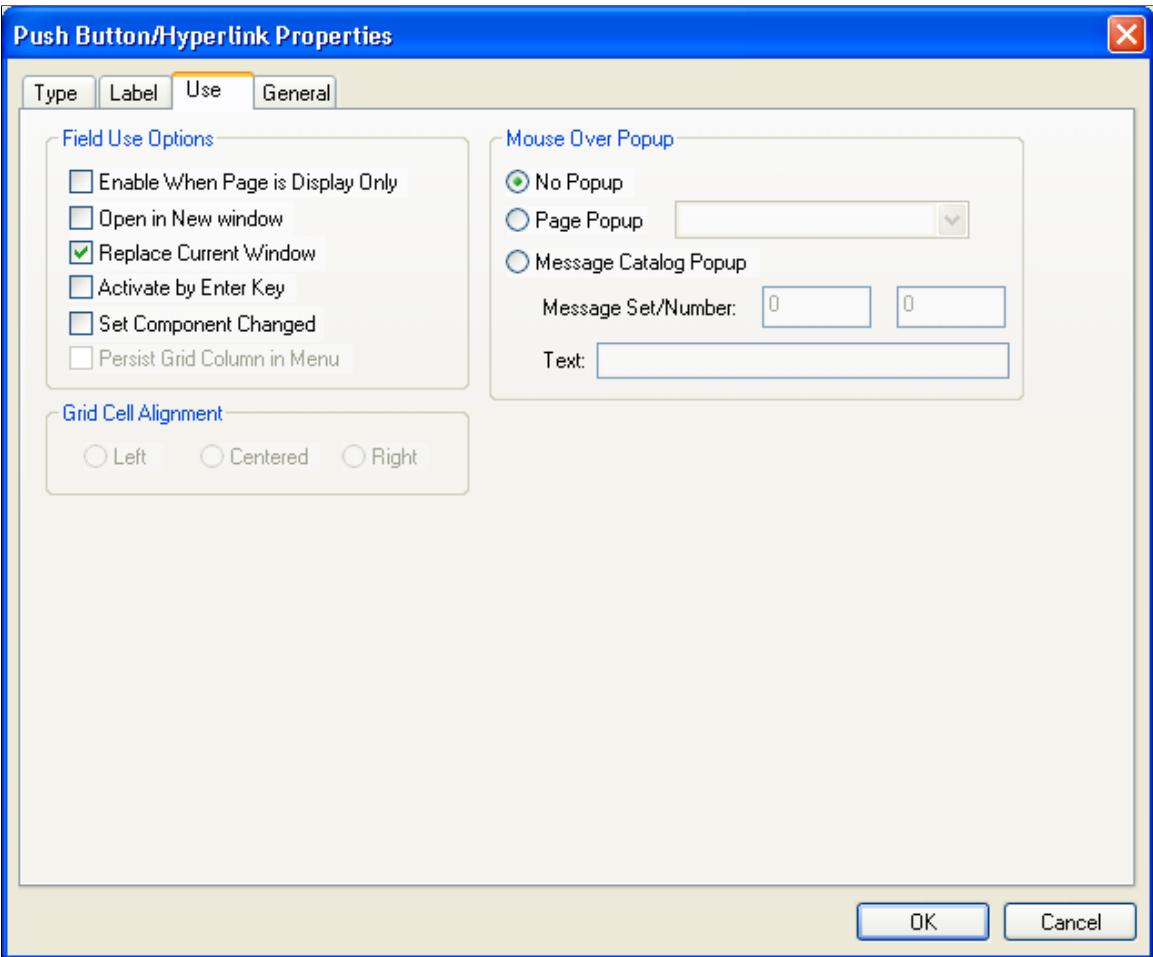 Push Button/Hyperlink Properties
Type Label Use General
Field Use Options
Enable When Page is Display Only
Open in New window
Replace Current Window
Activate by Enter Key
Set Component Changed
Persist Grid Column in Menu
Grid Cell Alignment
Left Centered Right
Mouse Over Popup
No Popup
Page Popup
Message Catalog Popup
Message Set/Number: 0 0
Text:
OK Cancel